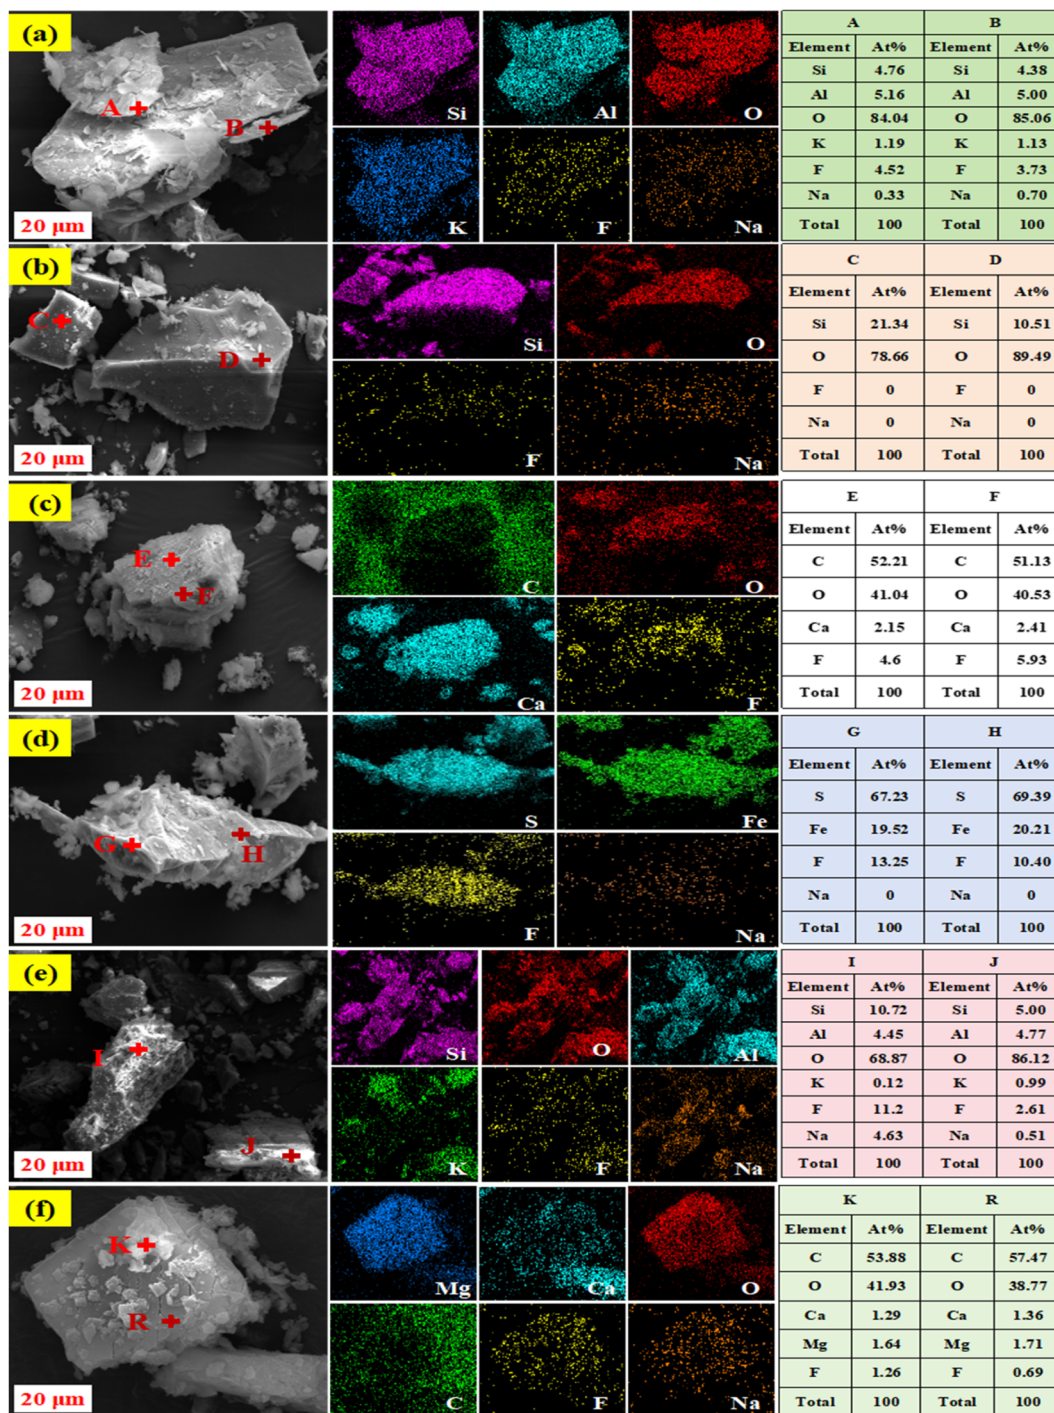 (a)
A
B
20 μm
Si
Al
O
K
F
Na
A B
Element At% Element At%
Si 4.76 Si 4.38
Al 5.16 Al 5.00
O 84.04 O 85.06
K 1.19 K 1.13
F 4.52 F 3.73
Na 0.33 Na 0.70
Total 100 Total 100
(b)
C
D
20 μm
Si
O
F
Na
C D
Element At% Element At%
Si 21.34 Si 10.51
O 78.66 O 89.49
F 0 F 0
Na 0 Na 0
Total 100 Total 100
(c)
E
F
20 μm
C
O
Ca
F
E F
Element At% Element At%
C 52.21 C 51.13
O 41.04 O 40.53
Ca 2.15 Ca 2.41
F 4.6 F 5.93
Total 100 Total 100
(d)
G
H
20 μm
S
Fe
F
Na
G H
Element At% Element At%
S 67.23 S 69.39
Fe 19.52 Fe 20.21
F 13.25 F 10.40
Na 0 Na 0
Total 100 Total 100
(e)
I
J
20 μm
Si
O
Al
K
F
Na
I J
Element At% Element At%
Si 10.72 Si 5.00
Al 4.45 Al 4.77
O 68.87 O 86.12
K 0.12 K 0.99
F 11.2 F 2.61
Na 4.63 Na 0.51
Total 100 Total 100
(f)
K
R
20 μm
Mg
Ca
O
C
F
Na
K R
Element At% Element At%
C 53.88 C 57.47
O 41.93 O 38.77
Ca 1.29 Ca 1.36
Mg 1.64 Mg 1.71
F 1.26 F 0.69
Total 100 Total 100